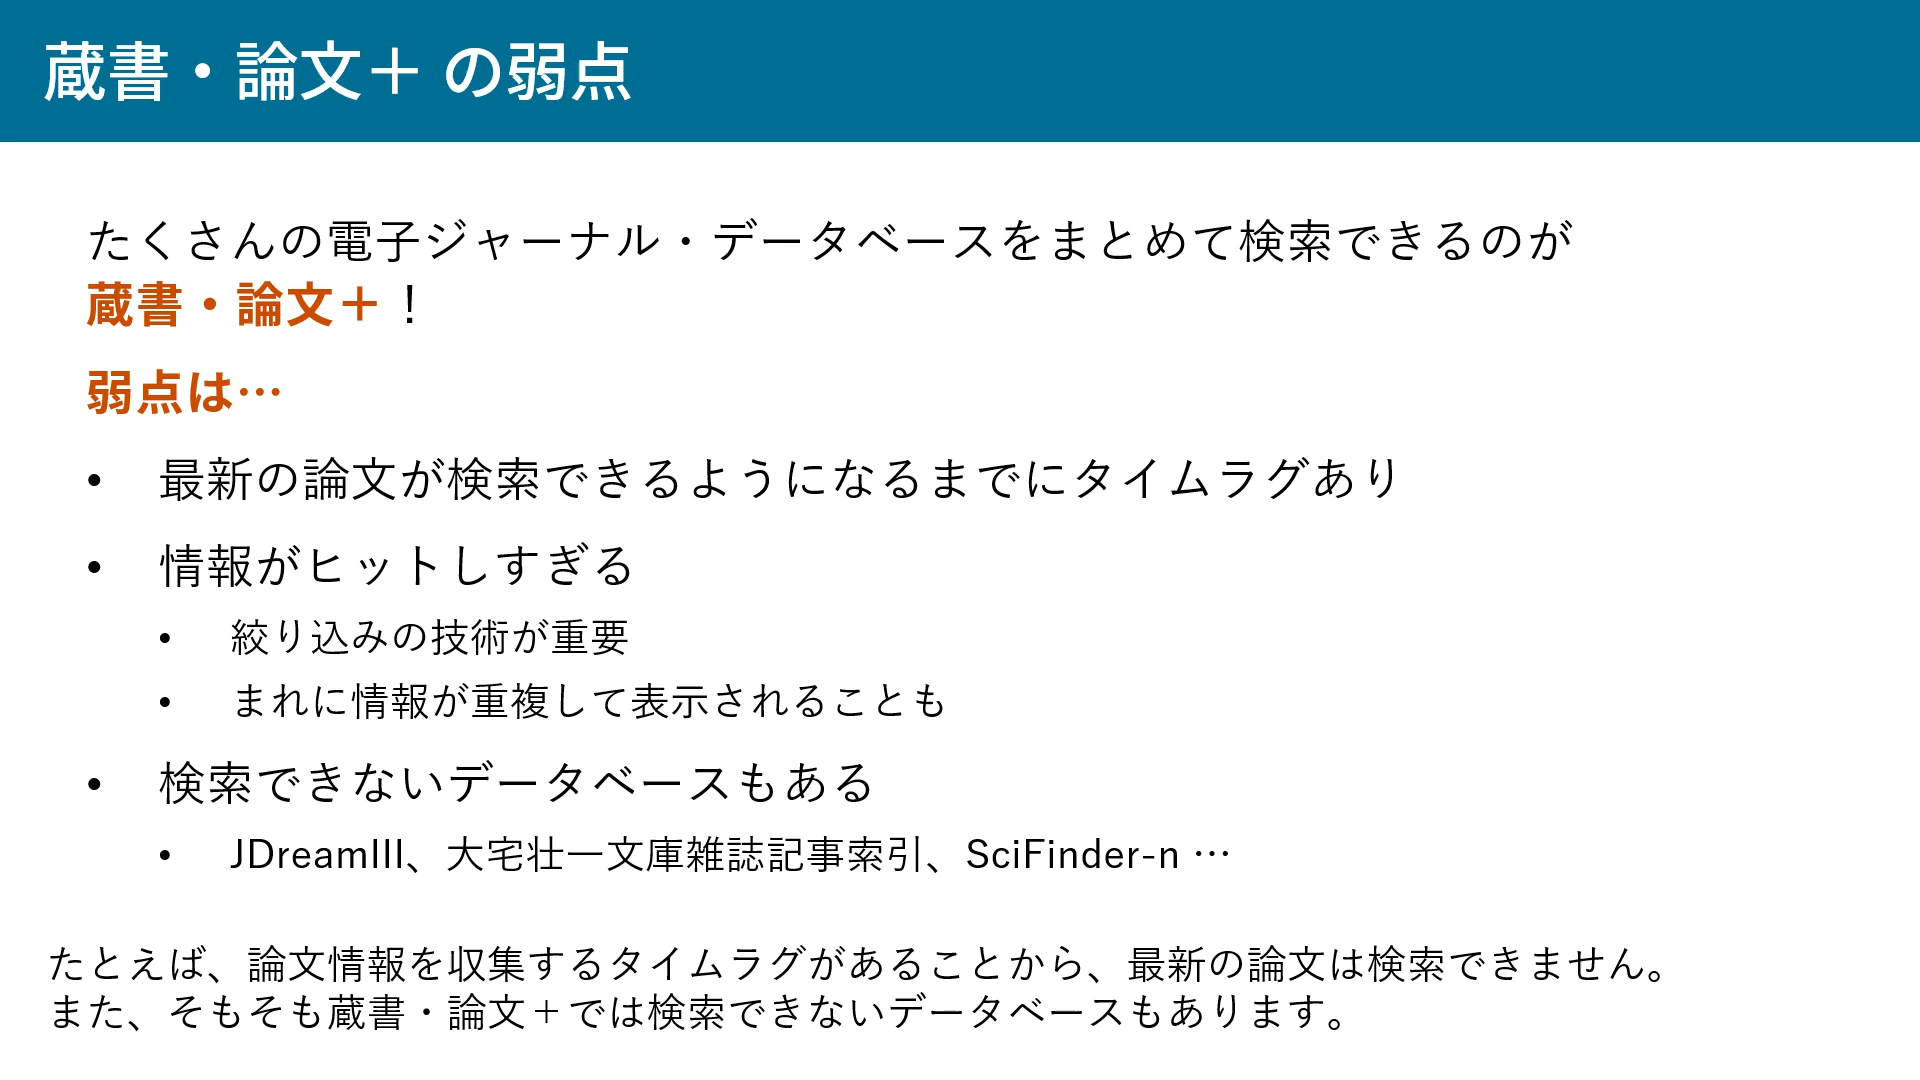 蔵書・論文＋ の弱点
たくさんの電子ジャーナル・データベースをまとめて検索できるのが
蔵書・論文＋！
弱点は…
• 最新の論文が検索できるようになるまでにタイムラグあり
• 情報がヒットしすぎる
• 絞り込みの技術が重要
• まれに情報が重複して表示されることも
• 検索できないデータベースもある
• JDreamIII、大宅壮一文庫雑誌記事索引、SciFinder-n …
たとえば、論文情報を収集するタイムラグがあることから、最新の論文は検索できません。
また、そもそも蔵書・論文＋では検索できないデータベースもあります。